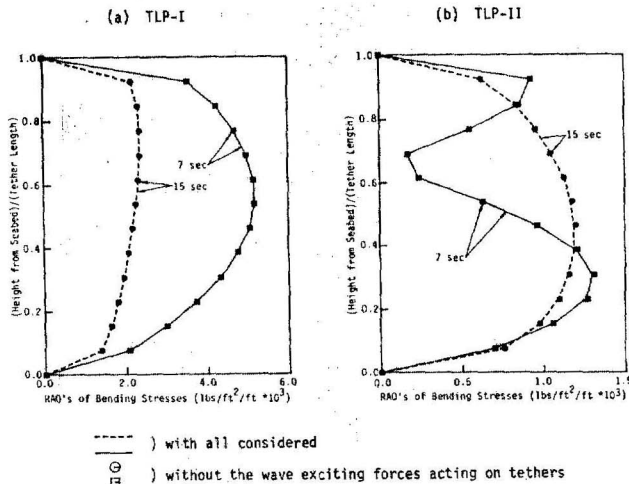 (a) TLP-I
(b) TLP-II
(Height from Seabed)/(Tether Length)
1.0
0.8
0.6
0.4
0.2
0.0
7 sec
15 sec
0.0 2.0 4.0 6.0
RAO's of Bending Stresses (lbs/ft²/ft *10³)
(Height from Seabed)/(Tether Length)
1.0
0.8
0.6
0.4
0.2
0.0
15 sec
7 sec
0.0 0.5 1.0 1.5
RAO's of Bending Stresses (lbs/ft²/ft *10³)
) with all considered
) without the wave exciting forces acting on tethers